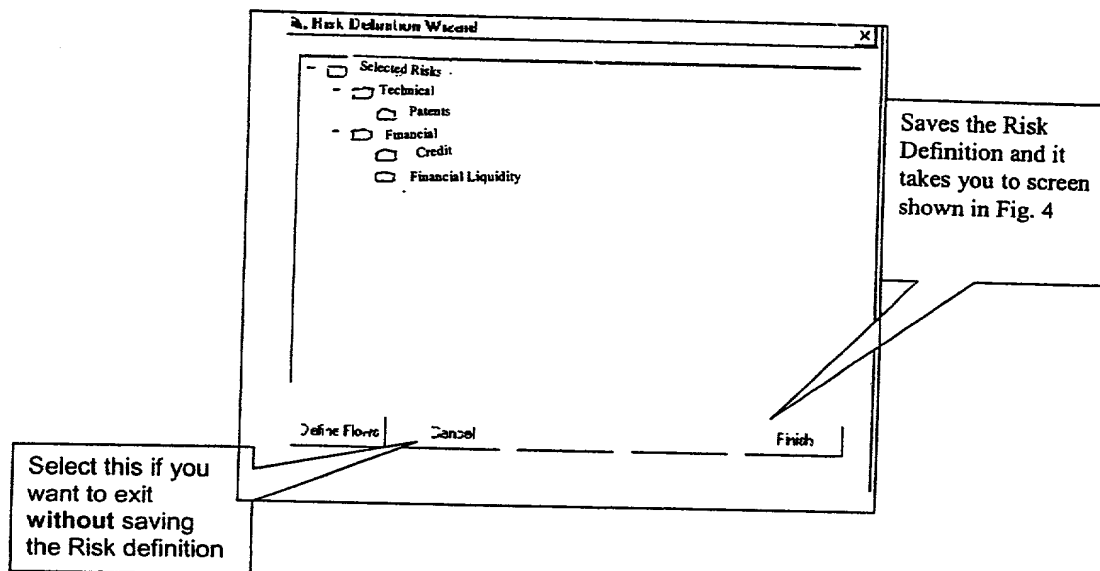 Risk Definition Wizard
Selected Risks
Technical
Patents
Financial
Credit
Financial Liquidity
Saves the Risk
Definition and it
takes you to screen
shown in Fig. 4
Define Flows
Cancel
Finish
Select this if you
want to exit
without saving
the Risk definition